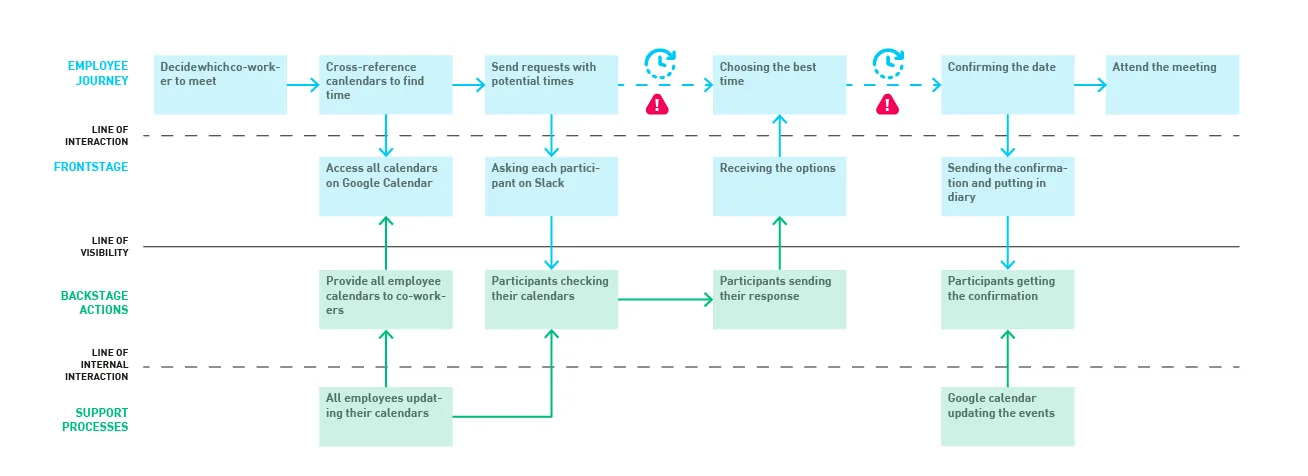 EMPLOYEE
JOURNEY
Decidewhichco-work-
er to meet
Cross-reference
canlendars to find
time
Send requests with
potential times
!
Choosing the best
time
!
Confirming the date
Attend the meeting
LINE OF
INTERACTION
FRONTSTAGE
Access all calendars
on Google Calendar
Asking each partici-
pant on Slack
Receiving the options
Sending the confirma-
tion and putting in
diary
LINE OF
VISIBILITY
BACKSTAGE
ACTIONS
Provide all employee
calendars to co-work-
ers
Participants checking
their calendars
Participants sending
their response
Participants getting
the confirmation
LINE OF
INTERNAL
INTERACTION
SUPPORT
PROCESSES
All employees updat-
ing their calendars
Google calendar
updating the events